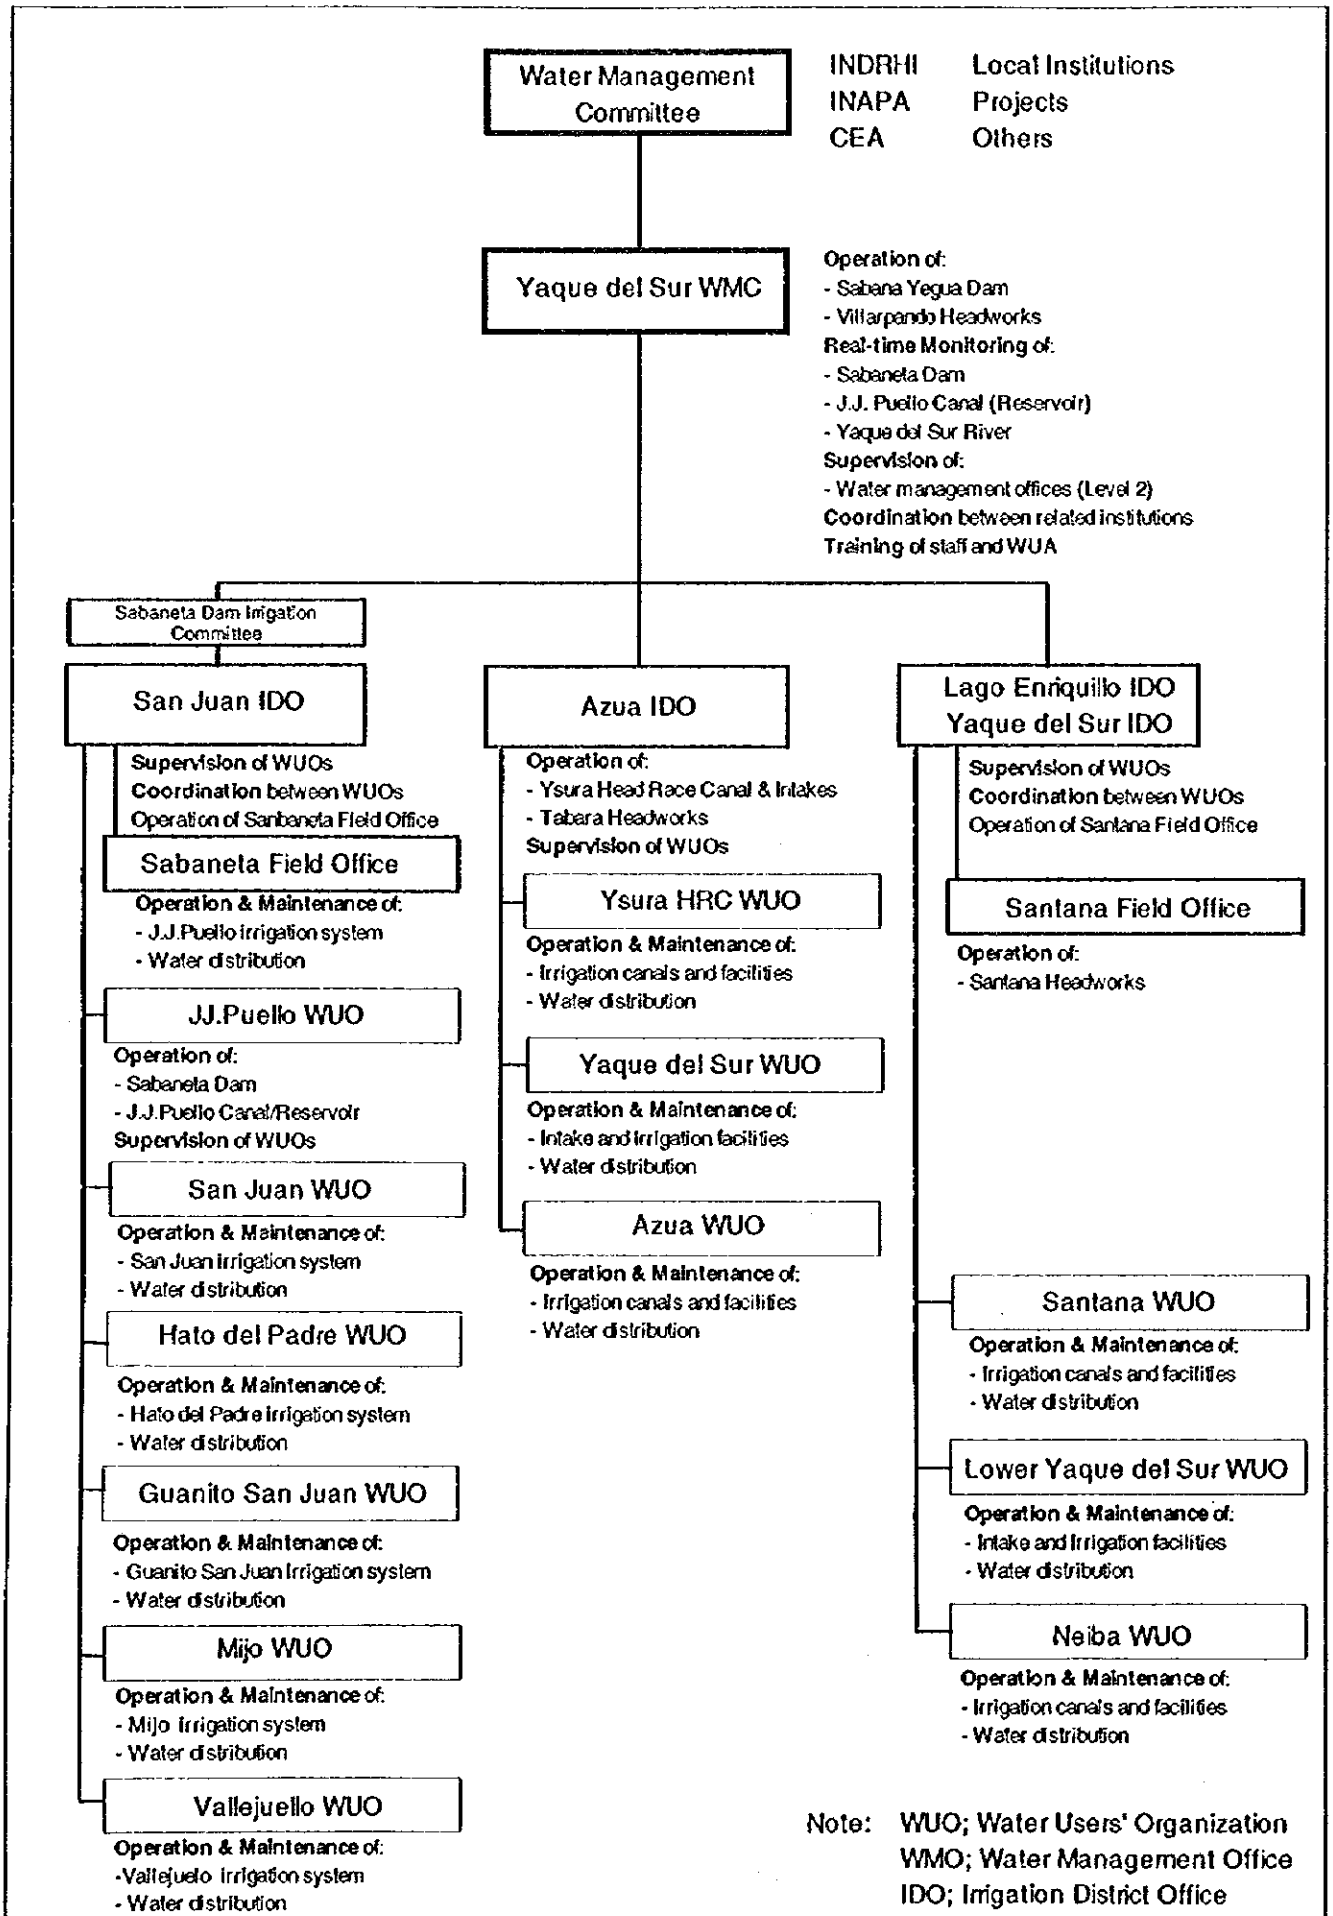 Water Management
Committee
INDRHI Local Institutions
INAPA Projects
CEA Others
Yaque del Sur WMC
Operation of:
- Sabana Yegua Dam
- Villarpando Headworks
Real-time Monitoring of:
- Sabaneta Dam
- J.J. Puello Canal (Reservoir)
- Yaque del Sur River
Supervision of:
- Water management offices (Level 2)
Coordination between related institutions
Training of staff and WUA
Sabaneta Dam Irrigation
Committee
San Juan IDO
Supervision of WUOs
Coordination between WUOs
Operation of Sanbaneta Field Office
Sabaneta Field Office
Operation & Maintenance of:
- J.J.Puello irrigation system
- Water distribution
JJ.Puello WUO
Operation of:
- Sabaneta Dam
- J.J.Puello Canal/Reservoir
Supervision of WUOs
San Juan WUO
Operation & Maintenance of:
- San Juan irrigation system
- Water distribution
Hato del Padre WUO
Operation & Maintenance of:
- Hato del Padre irrigation system
- Water distribution
Guanito San Juan WUO
Operation & Maintenance of:
- Guanito San Juan Irrigation system
- Water distribution
Mijo WUO
Operation & Maintenance of:
- Mijo irrigation system
- Water distribution
Vallejuello WUO
Operation & Maintenance of:
-Vallejuelo irrigation system
- Water distribution
Azua IDO
Operation of:
- Ysura Head Race Canal & Intakes
- Tabara Headworks
Supervision of WUOs
Ysura HRC WUO
Operation & Maintenance of:
- Irrigation canals and facilities
- Water distribution
Yaque del Sur WUO
Operation & Maintenance of:
- Intake and irrigation facilities
- Water distribution
Azua WUO
Operation & Maintenance of:
- Irrigation canals and facilities
- Water distribution
Lago Enriquillo IDO
Yaque del Sur IDO
Supervision of WUOs
Coordination between WUOs
Operation of Santana Field Office
Santana Field Office
Operation of:
- Santana Headworks
Santana WUO
Operation & Maintenance of:
- Irrigation canals and facilities
- Water distribution
Lower Yaque del Sur WUO
Operation & Maintenance of:
- Intake and Irrigation facilities
- Water distribution
Neiba WUO
Operation & Maintenance of:
- Irrigation canals and facilities
- Water distribution
Note: WUO; Water Users' Organization
WMO; Water Management Office
IDO; Irrigation District Office